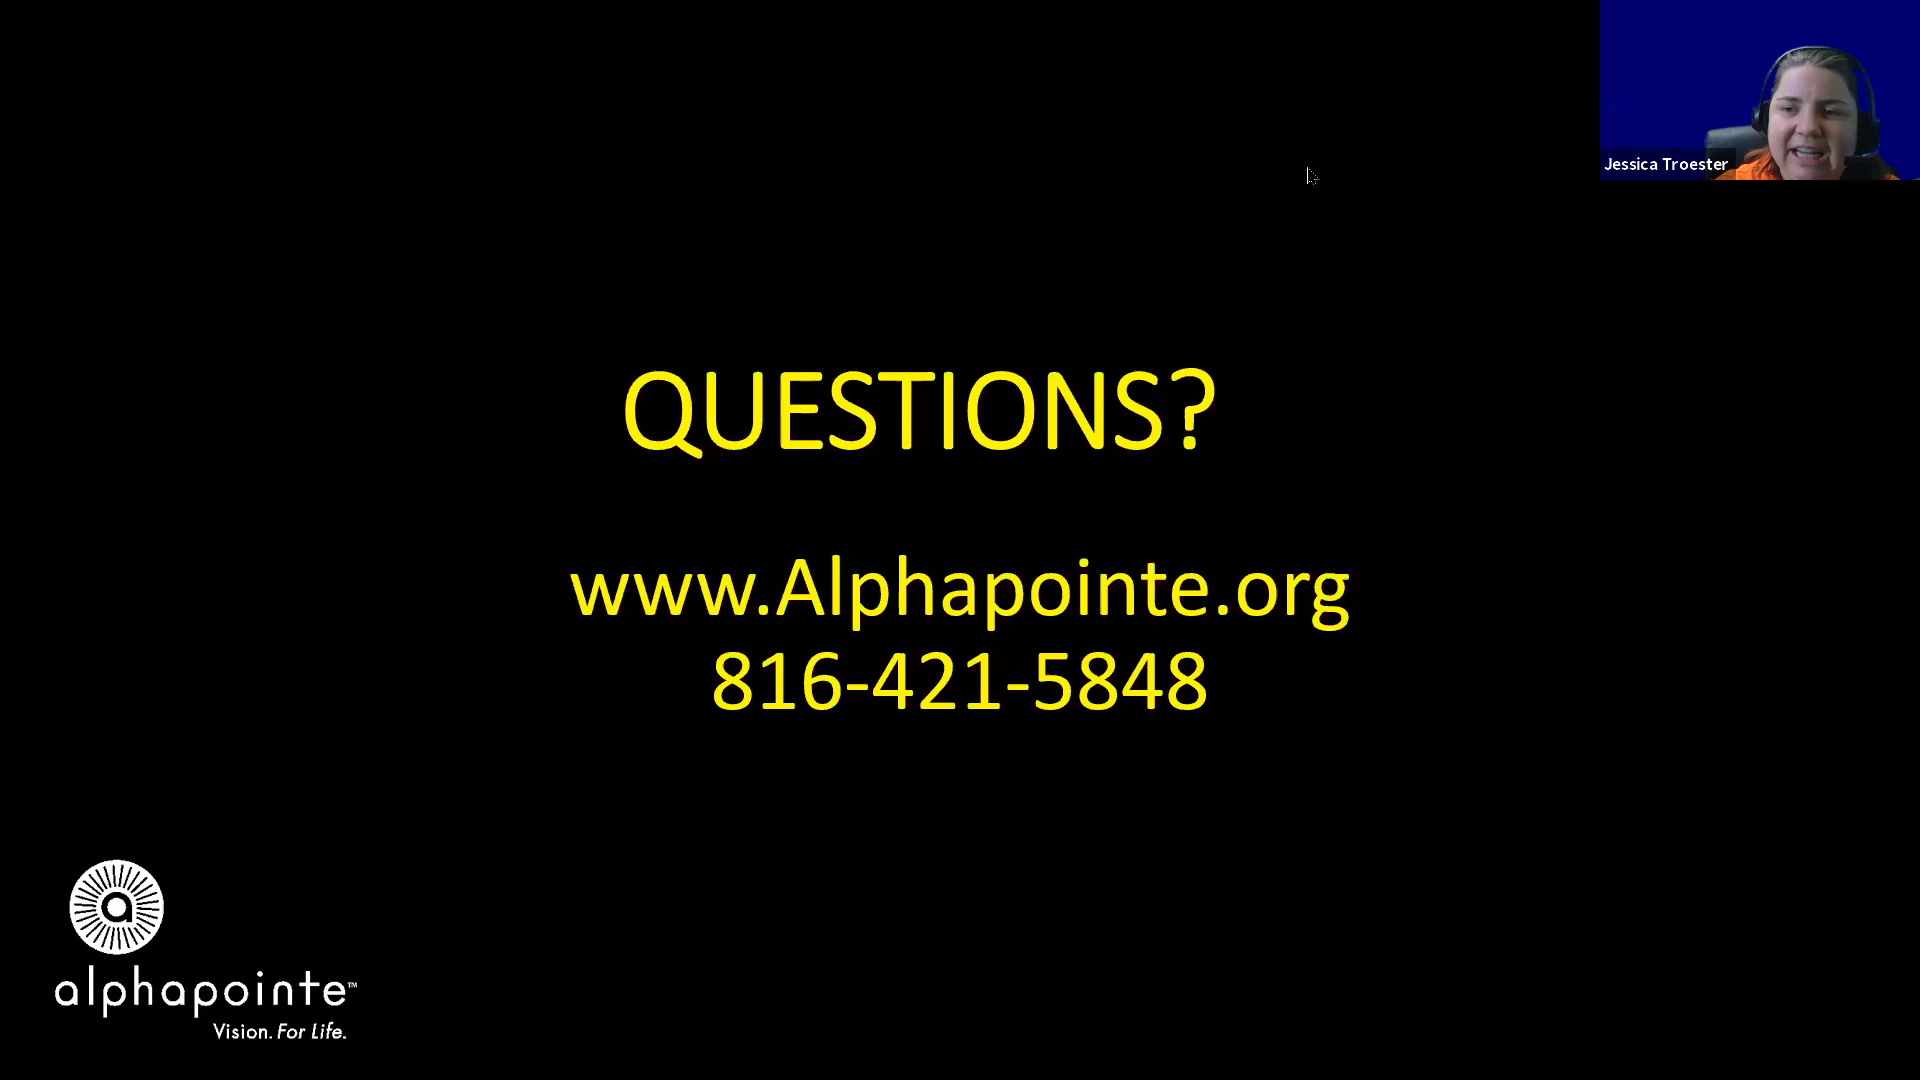 Jessica Troester
QUESTIONS?
www.Alphapointe.org
816-421-5848
a
alphapointe™
Vision. For Life.